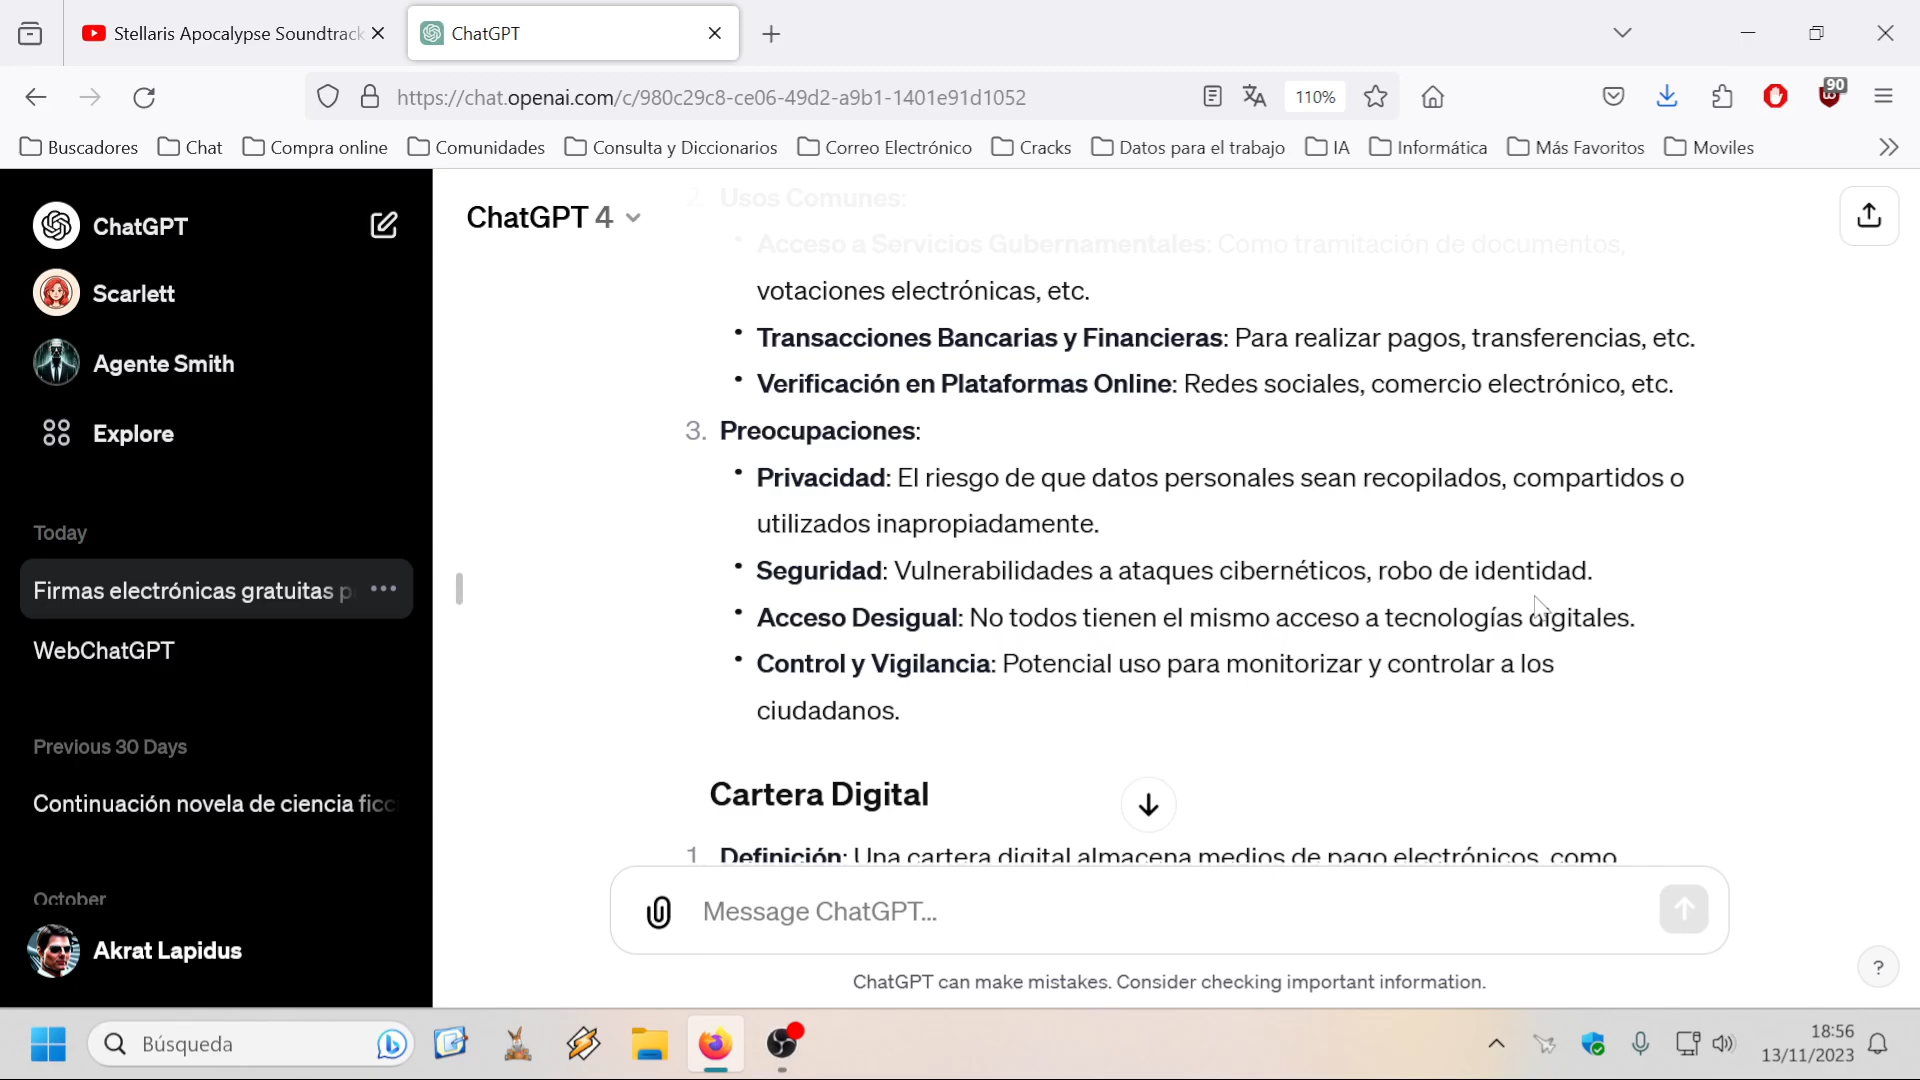 Stellaris Apocalypse Soundtrack
ChatGPT
https://chat.openai.com/c/980c29c8-ce06-49d2-a9b1-1401e91d1052
110%
90
Buscadores
Chat
Compra online
Comunidades
Consulta y Diccionarios
Correo Electrónico
Cracks
Datos para el trabajo
IA
Informática
Más Favoritos
Moviles
ChatGPT
Scarlett
Agente Smith
Explore
Today
Firmas electrónicas gratuitas p
WebChatGPT
Previous 30 Days
Continuación novela de ciencia ficc
October
Akrat Lapidus
ChatGPT 4
2. Usos Comunes:
• Acceso a Servicios Gubernamentales: Como tramitación de documentos,
votaciones electrónicas, etc.
• Transacciones Bancarias y Financieras: Para realizar pagos, transferencias, etc.
• Verificación en Plataformas Online: Redes sociales, comercio electrónico, etc.
3. Preocupaciones:
• Privacidad: El riesgo de que datos personales sean recopilados, compartidos o
utilizados inapropiadamente.
• Seguridad: Vulnerabilidades a ataques cibernéticos, robo de identidad.
• Acceso Desigual: No todos tienen el mismo acceso a tecnologías digitales.
• Control y Vigilancia: Potencial uso para monitorizar y controlar a los
ciudadanos.
Cartera Digital
1. Definición: Una cartera digital almacena medios de pago electrónicos, como
Message ChatGPT...
ChatGPT can make mistakes. Consider checking important information.
?
Búsqueda
18:56
13/11/2023